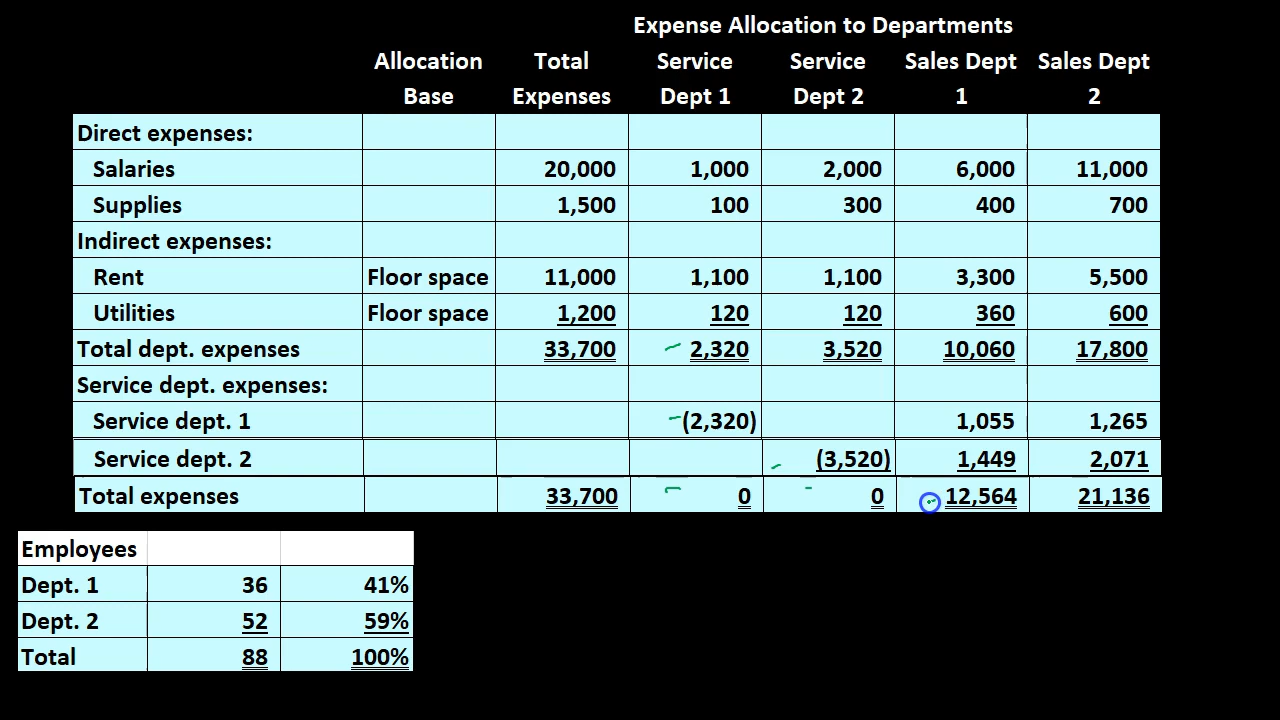 Expense Allocation to Departments
Allocation Base Total Expenses Service Dept 1 Service Dept 2 Sales Dept 1 Sales Dept 2
Direct expenses:
Salaries 20,000 1,000 2,000 6,000 11,000
Supplies 1,500 100 300 400 700
Indirect expenses:
Rent Floor space 11,000 1,100 1,100 3,300 5,500
Utilities Floor space 1,200 120 120 360 600
Total dept. expenses 33,700 2,320 3,520 10,060 17,800
Service dept. expenses:
Service dept. 1 (2,320) 1,055 1,265
Service dept. 2 (3,520) 1,449 2,071
Total expenses 33,700 0 0 12,564 21,136
Employees
Dept. 1 36 41%
Dept. 2 52 59%
Total 88 100%